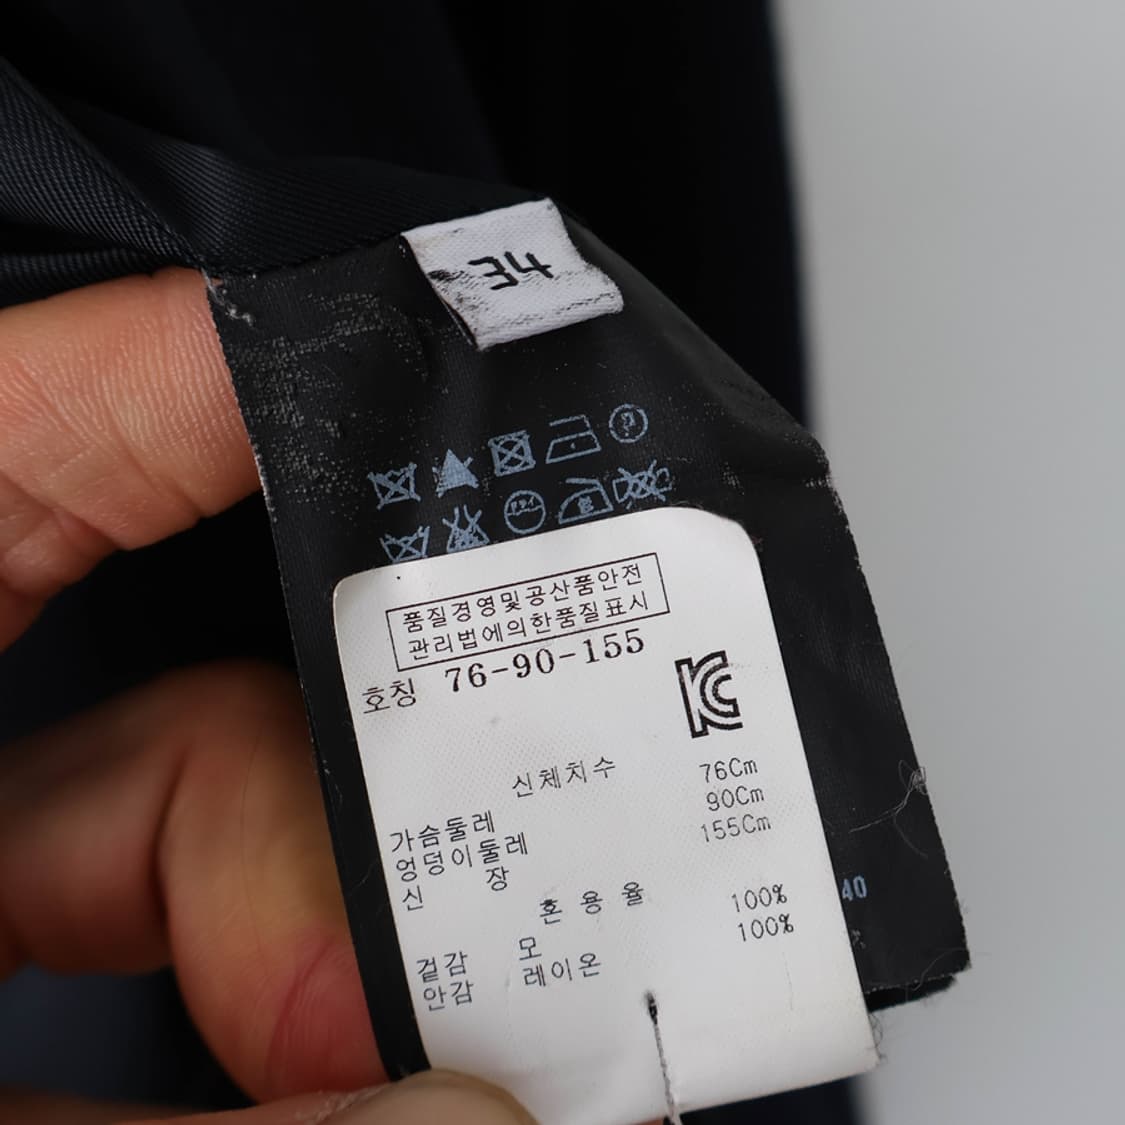 34
품질경영및공산품안전
관리법에의한품질표시
호칭 76-90-155
신체치수
가슴둘레 76Cm
엉덩이둘레 90Cm
신 장 155Cm
혼 용 율
겉감 모 100%
안감 레이온 100%
40